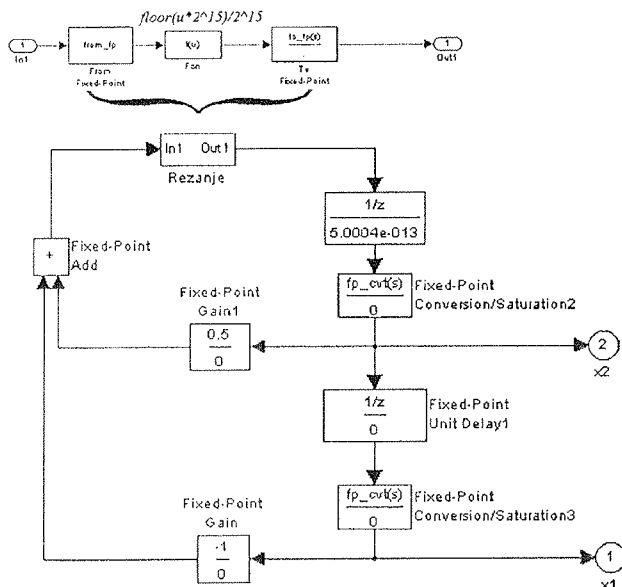 floor(u*2^15)/2^15
1
In1
from_fp
From
Fixed-Point
f(u)
Fcn
Fixed-Point
1
Out1
In1 Out1
Rezanje
1/z
5.0004e-013
+
Fixed-Point
Add
fp_cvt(s)
0
Fixed-Point
Conversion/Saturation2
Fixed-Point
Gain1
0.5
0
2
x2
1/z
0
Fixed-Point
Unit Delay1
fp_cvt(s)
0
Fixed-Point
Conversion/Saturation3
Fixed-Point
Gain
-1
0
1
x1